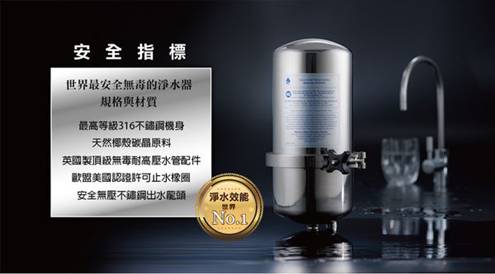 安全指標
世界最安全無毒的淨水器
規格與材質
最高等級316不鏽鋼機身
天然椰殼碳晶原料
英國製頂級無毒耐高壓水管配件
歐盟美國認證許可止水橡圈
安全無壓不鏽鋼出水龍頭
淨水效能
世界
No.1